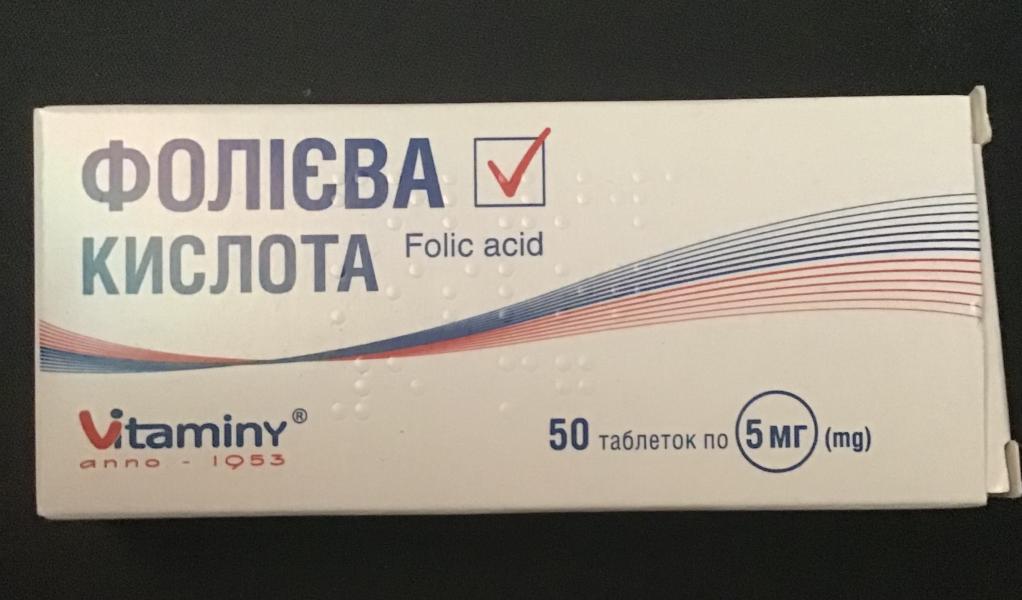 ФОЛІЄВА
КИСЛОТА Folic acid
Vitaminy®
anno - 1953
50 таблеток по 5 мг (mg)